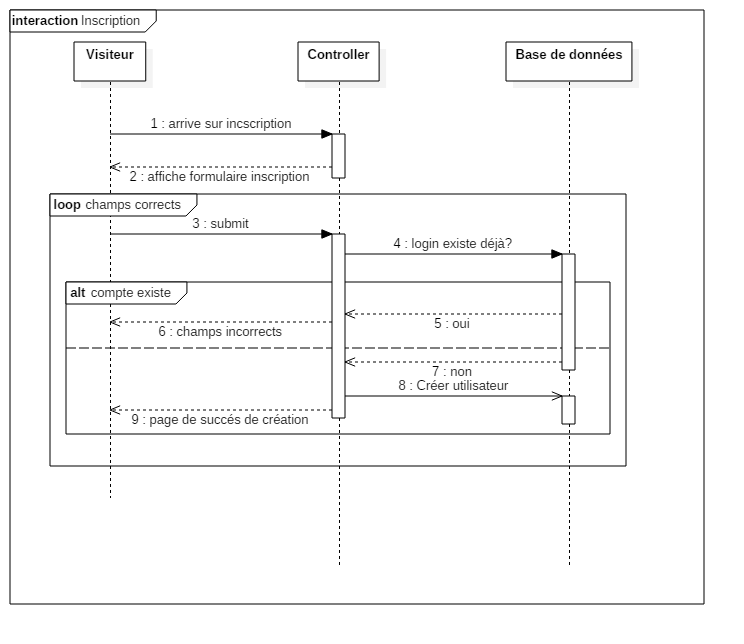 interaction Inscription
Visiteur
Controller
Base de données
1 : arrive sur incscription
2 : affiche formulaire inscription
loop champs corrects
3 : submit
4 : login existe déjà?
alt compte existe
5 : oui
6 : champs incorrects
7 : non
8 : Créer utilisateur
9 : page de succés de création